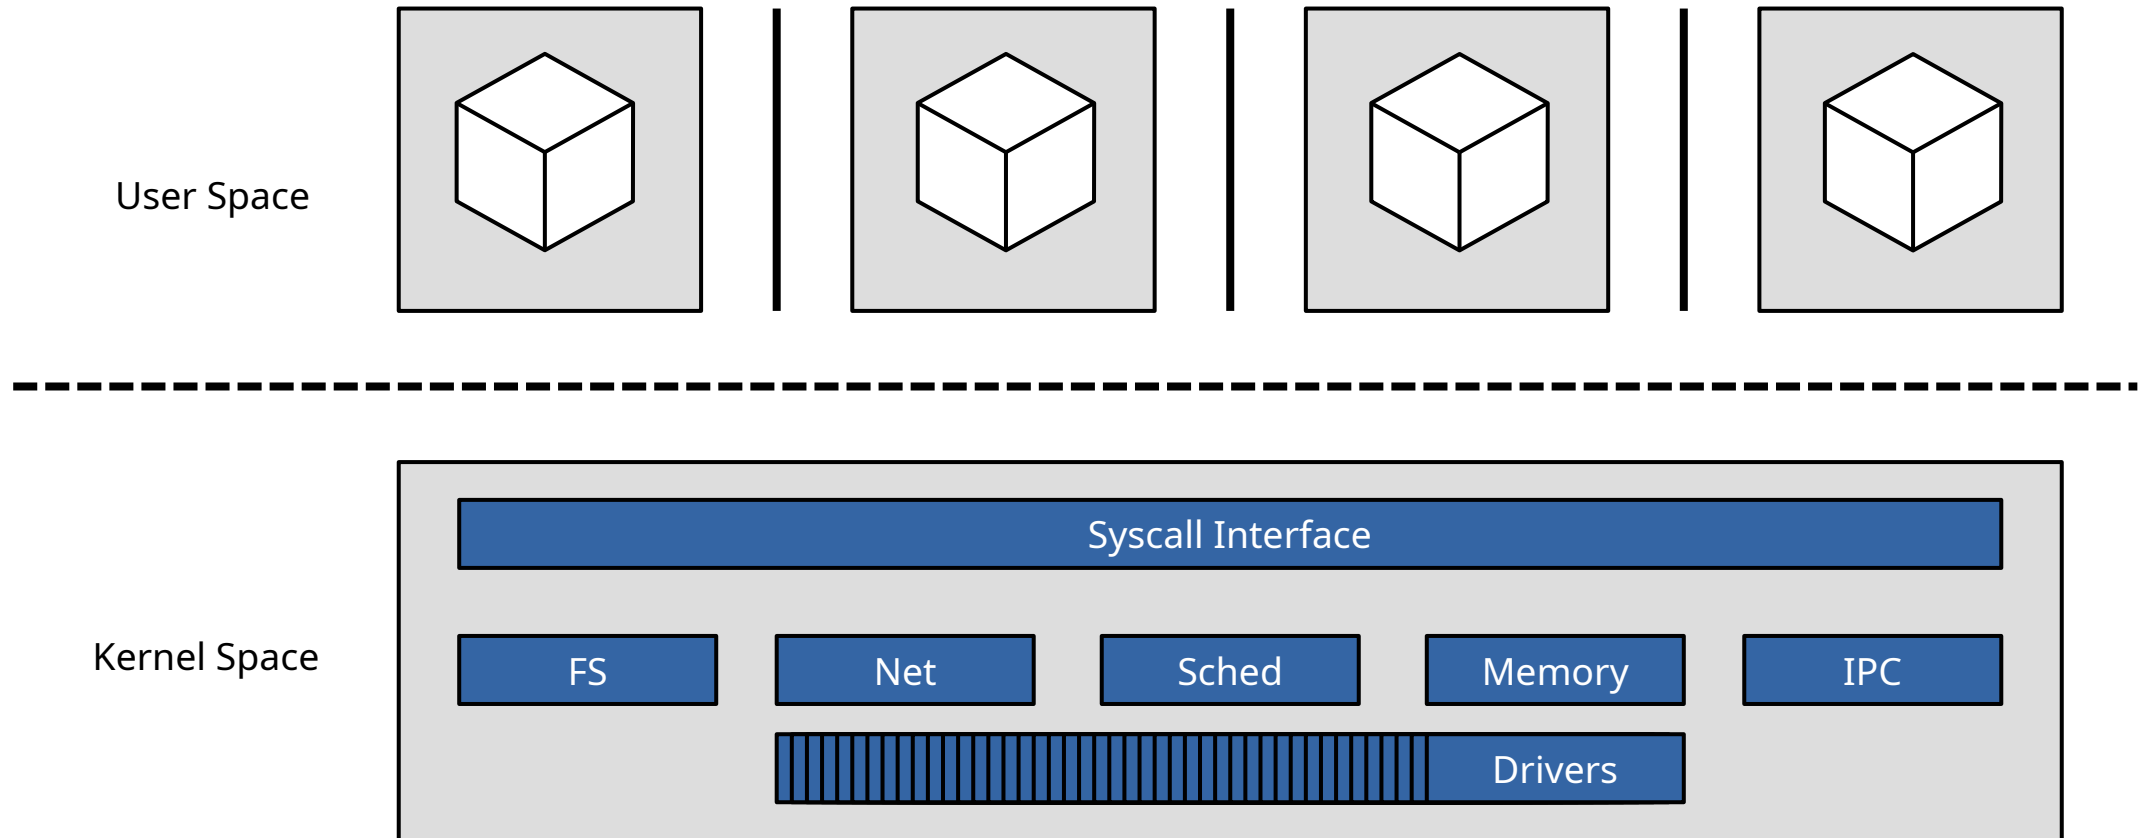 User Space
Syscall Interface
Kernel Space
FS
Net
Sched
Memory
IPC
Drivers